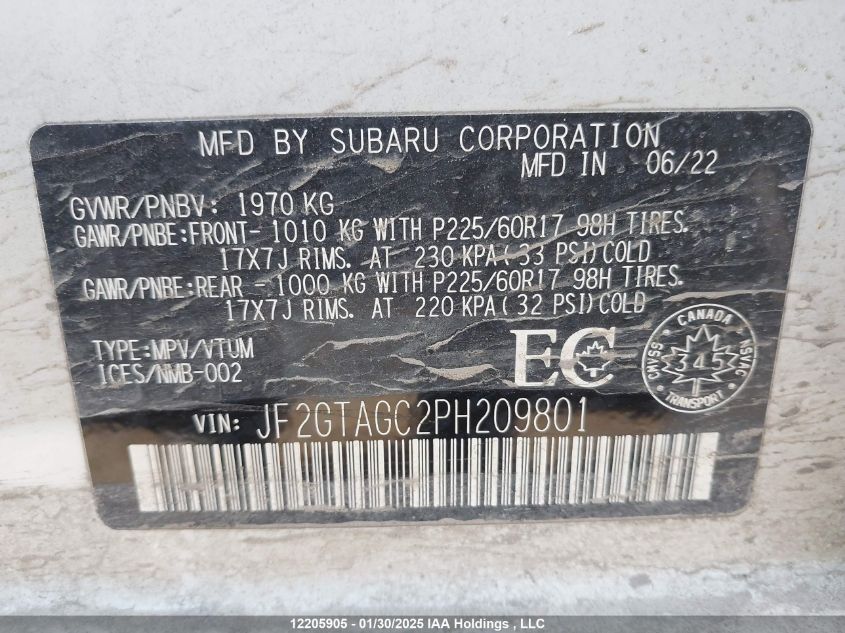 MFD BY SUBARU CORPORATION
MFD IN 06/22
GVWR/PNBV: 1970 KG
GAWR/PNBE:FRONT- 1010 KG WITH P225/60R17 98H TIRES.
17X7J RIMS. AT 230 KPA(33 PSI)COLD
GAWR/PNBE:REAR - 1000 KG WITH P225/60R17 98H TIRES.
17X7J RIMS. AT 220 KPA(32 PSI)COLD
TYPE:MPV/VTUM
ICES/NMB-002
EC
CANADA
CMVSS 345 NSVAC
TRANSPORT
VIN: JF2GTAGC2PH209801
12205905 - 01/30/2025 IAA Holdings , LLC